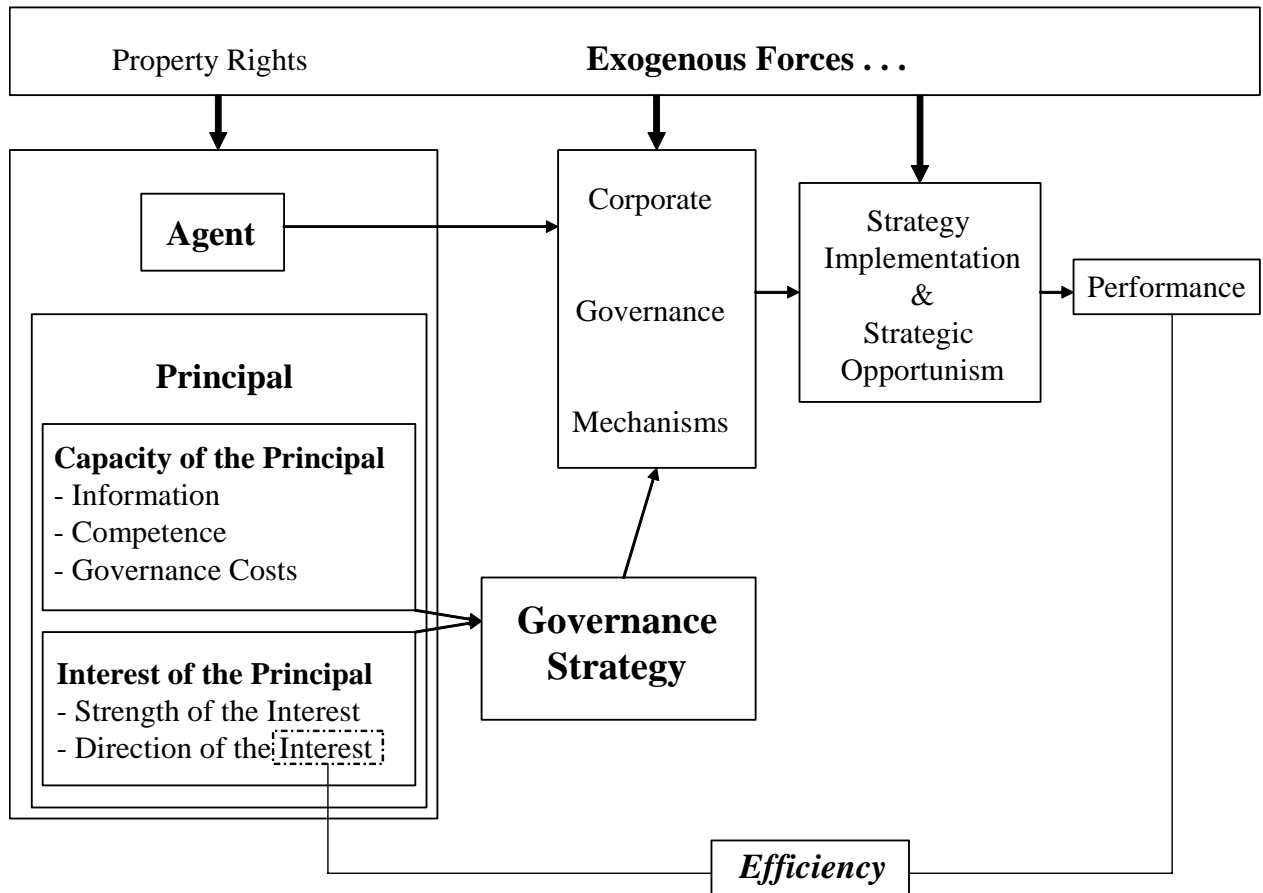 Property Rights
Exogenous Forces . . .
Agent
Principal
Capacity of the Principal
- Information
- Competence
- Governance Costs
Interest of the Principal
- Strength of the Interest
- Direction of the Interest
Governance
Strategy
Corporate
Governance
Mechanisms
Strategy
Implementation
&
Strategic
Opportunism
Performance
Efficiency